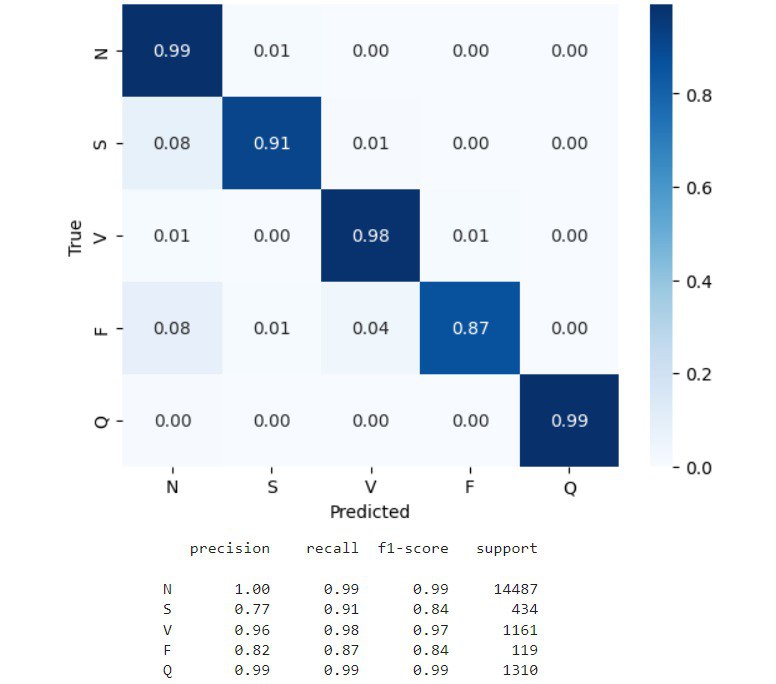 N 0.99 0.01 0.00 0.00 0.00
0.8
S 0.08 0.91 0.01 0.00 0.00
0.6
True
V 0.01 0.00 0.98 0.01 0.00
0.4
F 0.08 0.01 0.04 0.87 0.00
0.2
Q 0.00 0.00 0.00 0.00 0.99
0.0
N S V F Q
Predicted
precision recall f1-score support
N 1.00 0.99 0.99 14487
S 0.77 0.91 0.84 434
V 0.96 0.98 0.97 1161
F 0.82 0.87 0.84 119
Q 0.99 0.99 0.99 1310